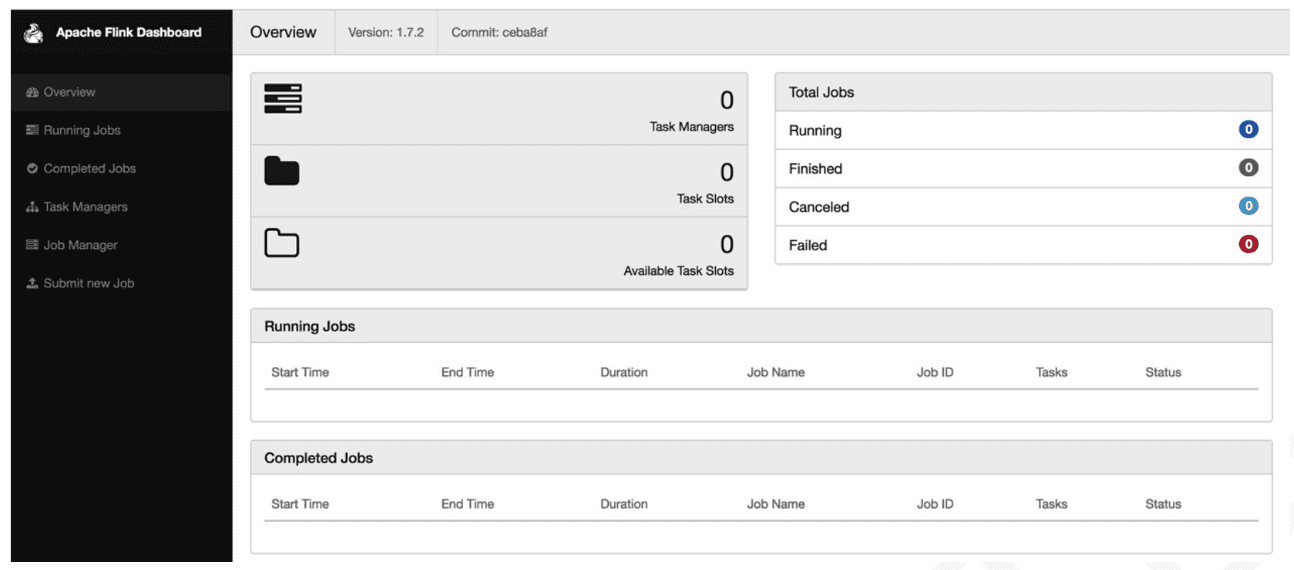 Apache Flink Dashboard
Overview
Running Jobs
Completed Jobs
Task Managers
Job Manager
Submit new Job
Overview Version: 1.7.2 Commit: ceba8af
0
Task Managers
0
Task Slots
0
Available Task Slots
Total Jobs
Running 0
Finished 0
Canceled 0
Failed 0
Running Jobs
Start Time End Time Duration Job Name Job ID Tasks Status
Completed Jobs
Start Time End Time Duration Job Name Job ID Tasks Status